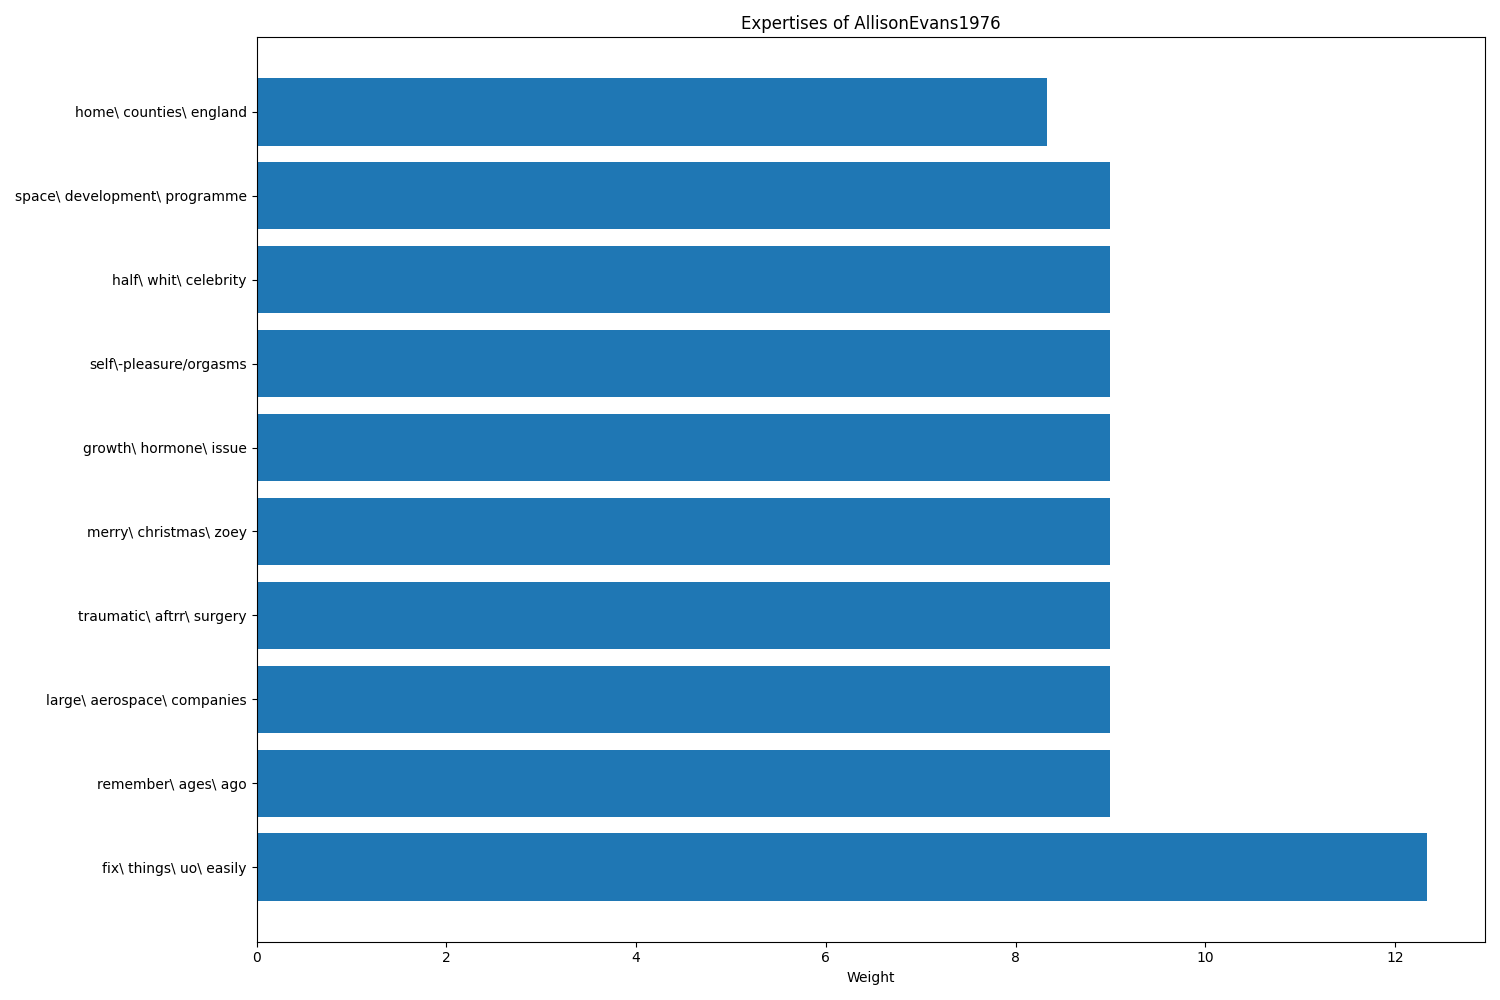 Expertises of AllisonEvans1976
home\ counties\ england
space\ development\ programme
half\ whit\ celebrity
self\-pleasure/orgasms
growth\ hormone\ issue
merry\ christmas\ zoey
traumatic\ aftrr\ surgery
large\ aerospace\ companies
remember\ ages\ ago
fix\ things\ uo\ easily
0 2 4 6 8 10 12
Weight